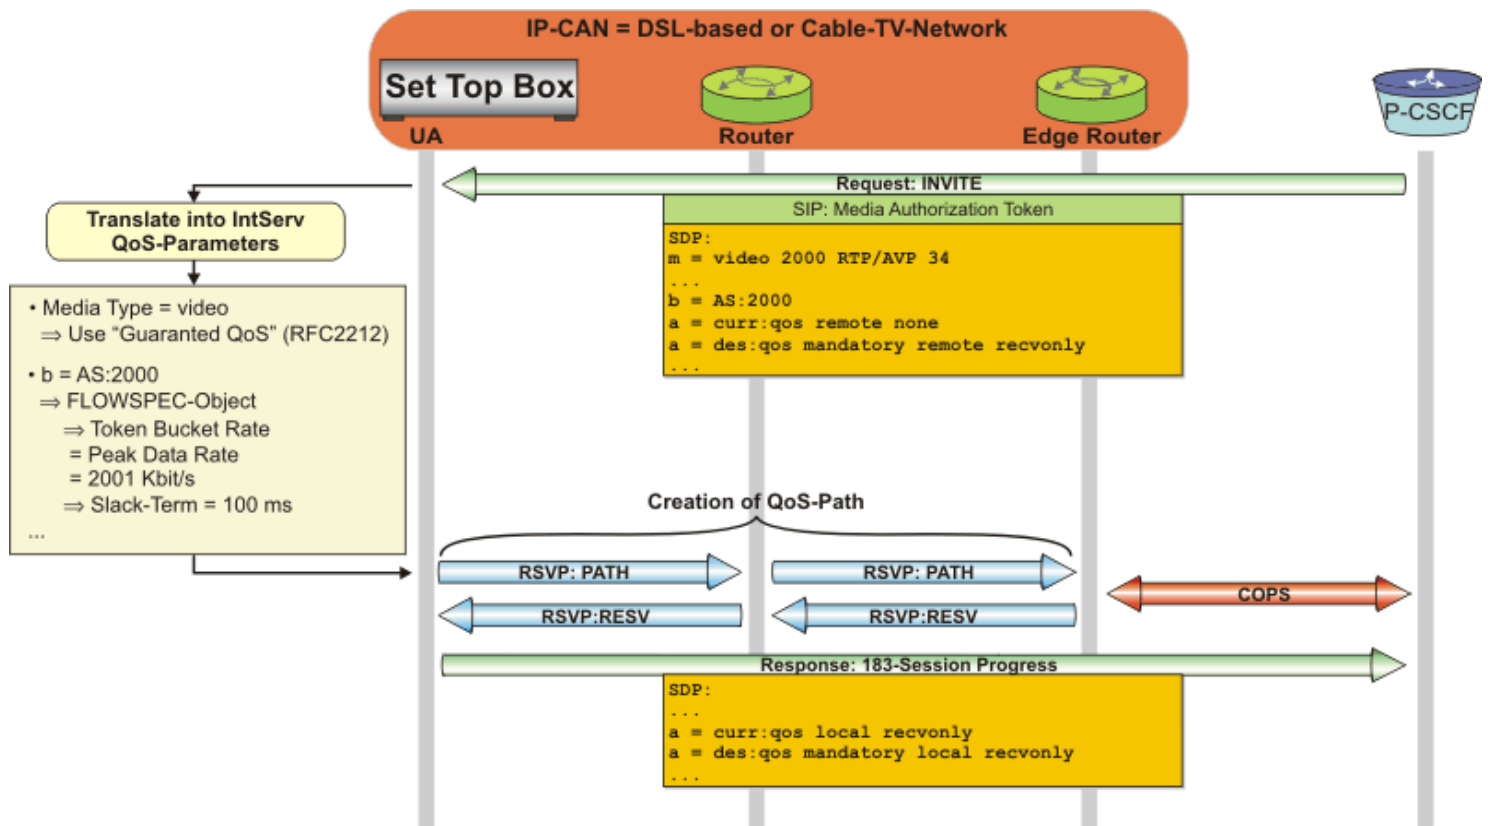 IP-CAN = DSL-based or Cable-TV-Network
Set Top Box
UA
Router
Edge Router
P-CSCF
Request: INVITE
SIP: Media Authorization Token
SDP:
m = video 2000 RTP/AVP 34
...
b = AS:2000
a = curr:qos remote none
a = des:qos mandatory remote recvonly
...
Translate into IntServ
QoS-Parameters
• Media Type = video
⇒ Use “Guaranted QoS” (RFC2212)
• b = AS:2000
⇒ FLOWSPEC-Object
⇒ Token Bucket Rate
= Peak Data Rate
= 2001 Kbit/s
⇒ Slack-Term = 100 ms
...
Creation of QoS-Path
RSVP: PATH
RSVP: PATH
COPS
RSVP:RESV
RSVP:RESV
Response: 183-Session Progress
SDP:
...
a = curr:qos local recvonly
a = des:qos mandatory local recvonly
...